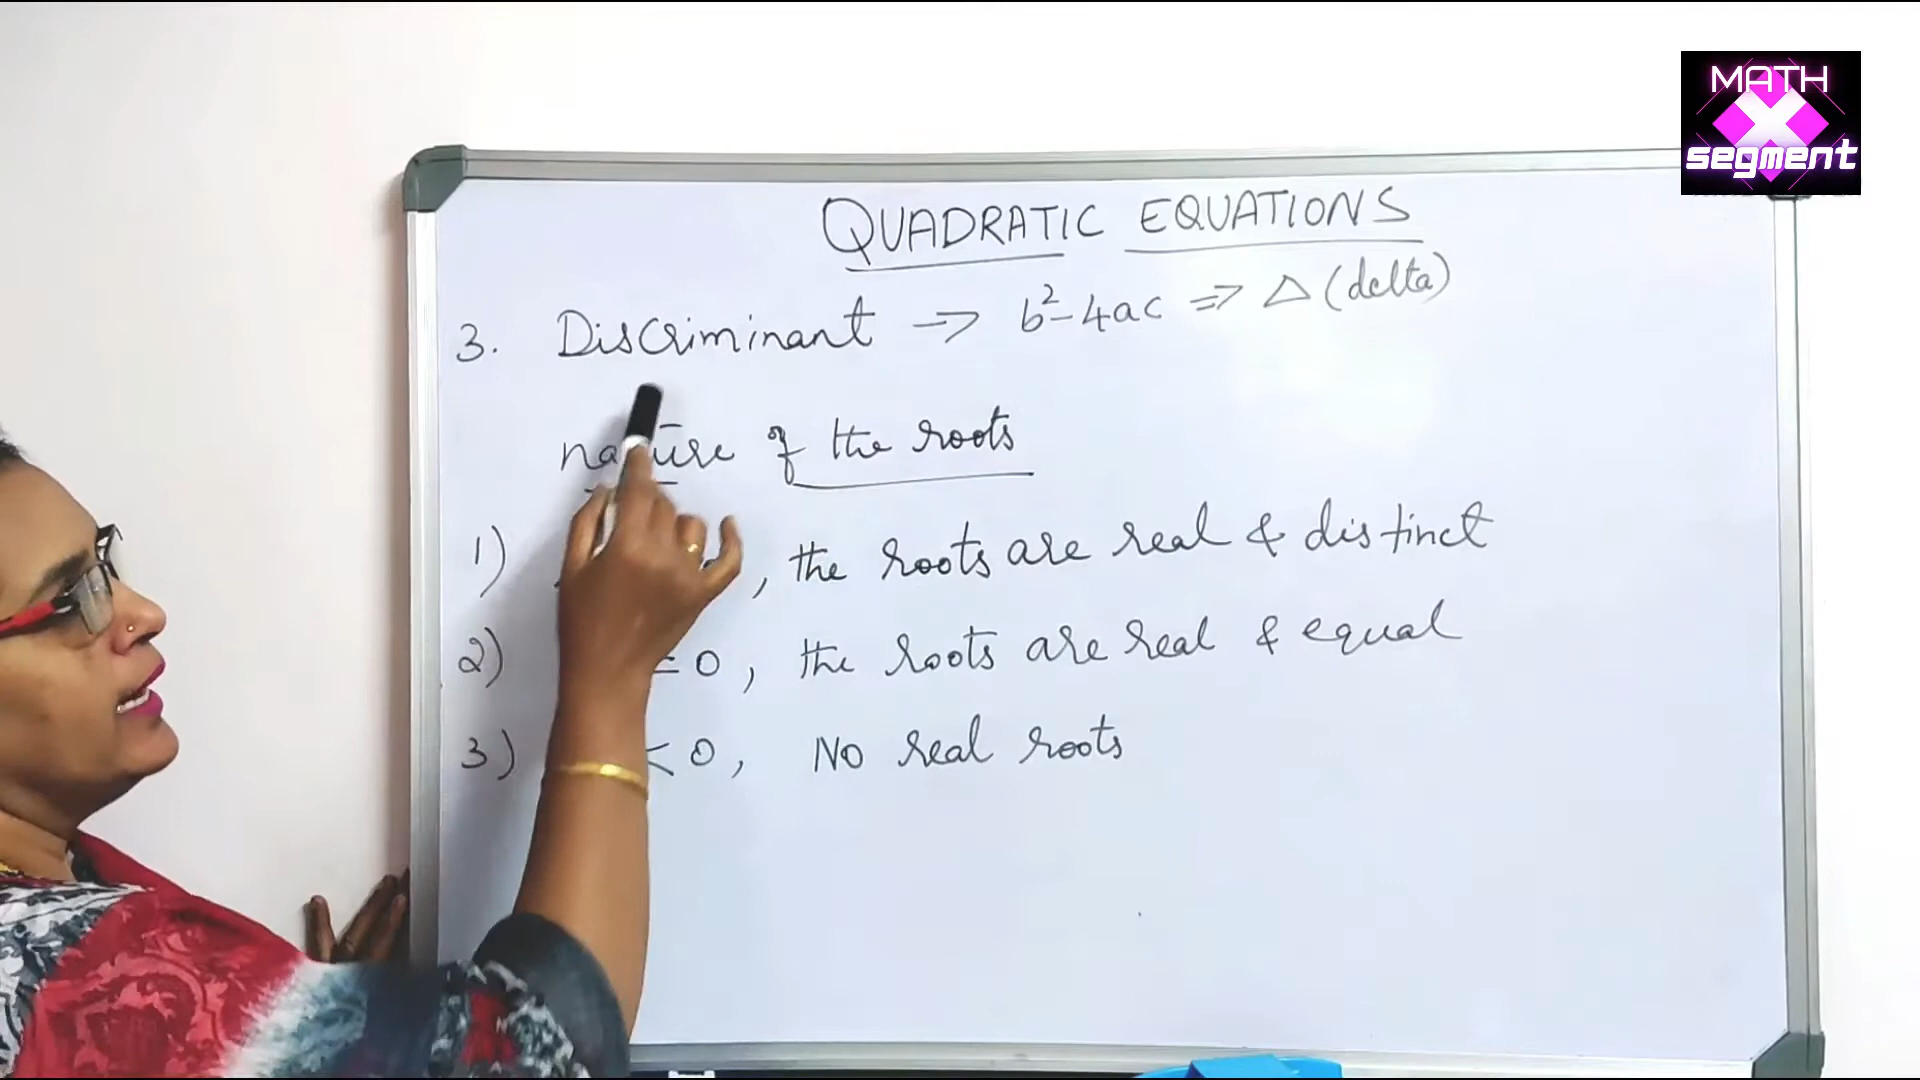 MATH
segment
QUADRATIC EQUATIONS
3. Discriminant → b²-4ac ⇒ Δ (delta)
of the roots
1) , the roots are real & distinct
2) = 0 , the roots are real & equal
3) < 0 , No real roots